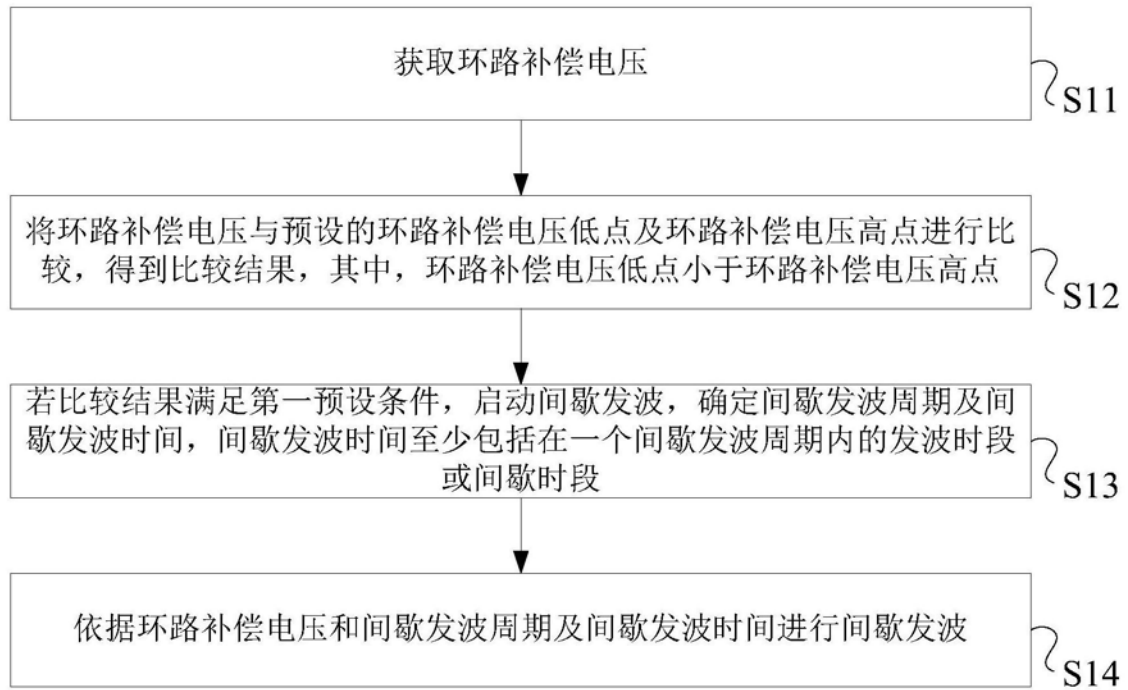 获取环路补偿电压
S11
将环路补偿电压与预设的环路补偿电压低点及环路补偿电压高点进行比
较，得到比较结果，其中，环路补偿电压低点小于环路补偿电压高点
S12
若比较结果满足第一预设条件，启动间歇发波，确定间歇发波周期及间
歇发波时间，间歇发波时间至少包括在一个间歇发波周期内的发波时段
或间歇时段
S13
依据环路补偿电压和间歇发波周期及间歇发波时间进行间歇发波
S14